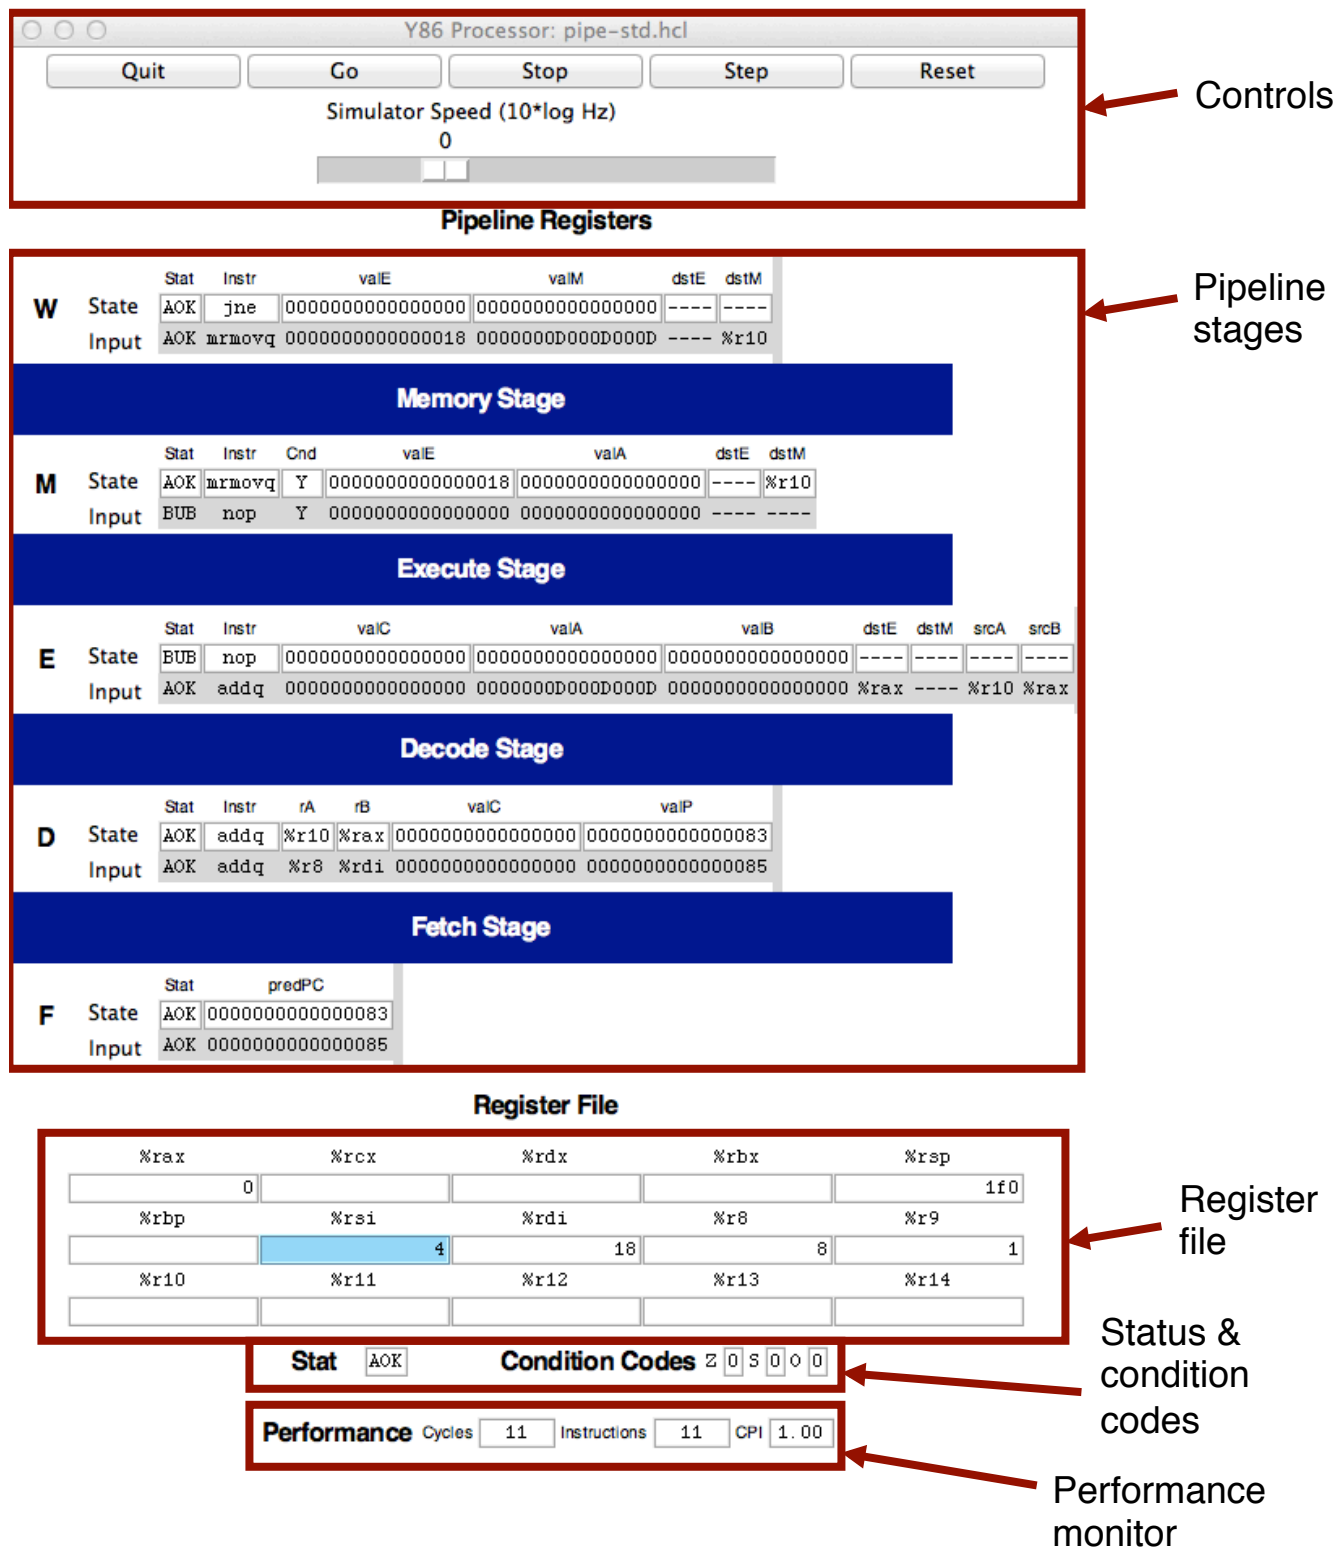 Y86 Processor: pipe-std.hcl
Quit Go Stop Step Reset
Controls
Simulator Speed (10*log Hz)
0
Pipeline Registers
Pipeline
stages
Stat Instr valE valM dstE dstM
W State AOK jne 0000000000000000 0000000000000000 ---- ----
Input AOK mrmovq 0000000000000018 0000000D000D000D ---- %r10
Memory Stage
Stat Instr Cnd valE valA dstE dstM
M State AOK mrmovq Y 0000000000000018 0000000000000000 ---- %r10
Input BUB nop Y 0000000000000000 0000000000000000 ---- ----
Execute Stage
Stat Instr valC valA valB dstE dstM srcA srcB
E State BUB nop 0000000000000000 0000000000000000 0000000000000000 ---- ---- ---- ----
Input AOK addq 0000000000000000 0000000D000D000D 0000000000000000 %rax ---- %r10 %rax
Decode Stage
Stat Instr rA rB valC valP
D State AOK addq %r10 %rax 0000000000000000 0000000000000083
Input AOK addq %r8 %rdi 0000000000000000 0000000000000085
Fetch Stage
Stat predPC
F State AOK 0000000000000083
Input AOK 0000000000000085
Register File
%rax %rcx %rdx %rbx %rsp
0 1f0
%rbp %rsi %rdi %r8 %r9
4 18 8 1
%r10 %r11 %r12 %r13 %r14
Register
file
Stat AOK Condition Codes Z 0 S 0 O 0
Status &
condition
codes
Performance Cycles 11 Instructions 11 CPI 1.00
Performance
monitor